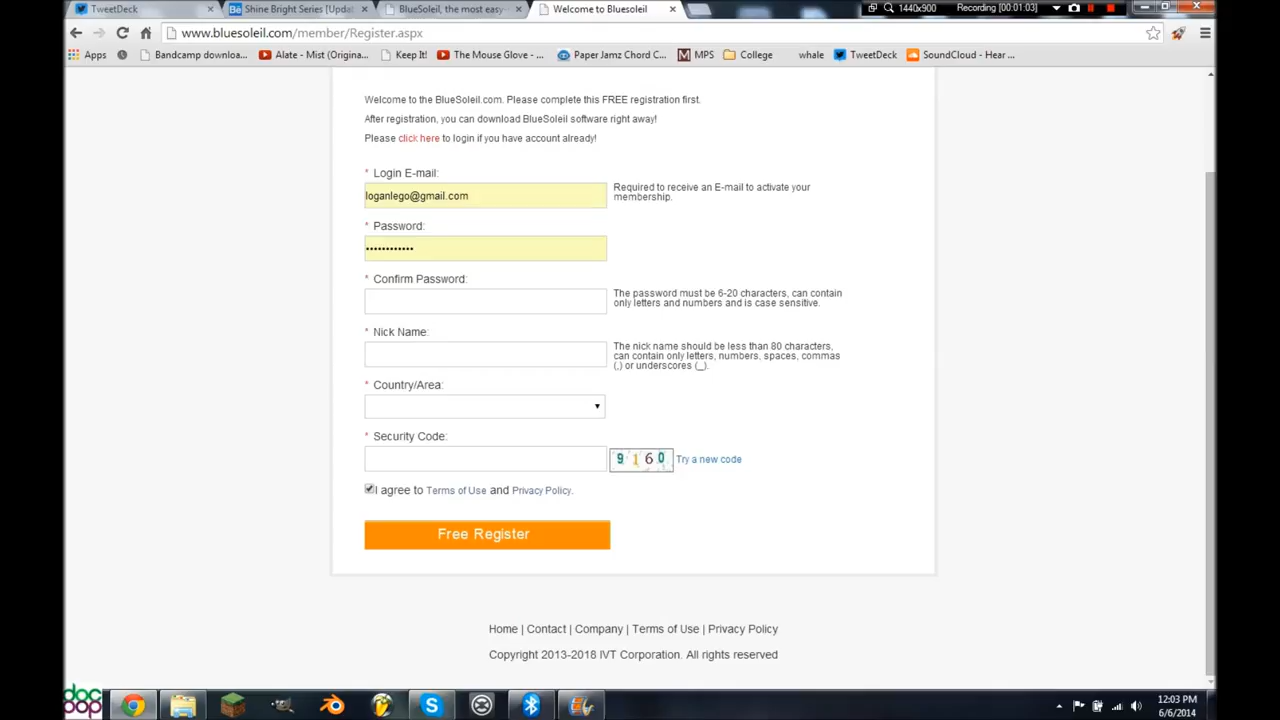 TweetDeck
Shine Bright Series [Updat
BlueSoleil, the most easy-
Welcome to Bluesoleil
1440x900
Recording [00:01:03]
www.bluesoleil.com/member/Register.aspx
Apps
Bandcamp downloa...
Alate - Mist (Origina...
Keep It!
The Mouse Glove - ...
Paper Jamz Chord C...
MPS
College
whale
TweetDeck
SoundCloud - Hear ...
Welcome to the BlueSoleil.com. Please complete this FREE registration first.
After registration, you can download BlueSoleil software right away!
Please click here to login if you have account already!
* Login E-mail:
loganlego@gmail.com
Required to receive an E-mail to activate your
membership.
* Password:
••••••••••••
* Confirm Password:
The password must be 6-20 characters, can contain
only letters and numbers and is case sensitive.
* Nick Name:
The nick name should be less than 80 characters,
can contain only letters, numbers, spaces, commas
(,) or underscores (_).
* Country/Area:
* Security Code:
9160
Try a new code
I agree to Terms of Use and Privacy Policy.
Free Register
Home | Contact | Company | Terms of Use | Privacy Policy
Copyright 2013-2018 IVT Corporation. All rights reserved
doc
pop
12:03 PM
6/6/2014